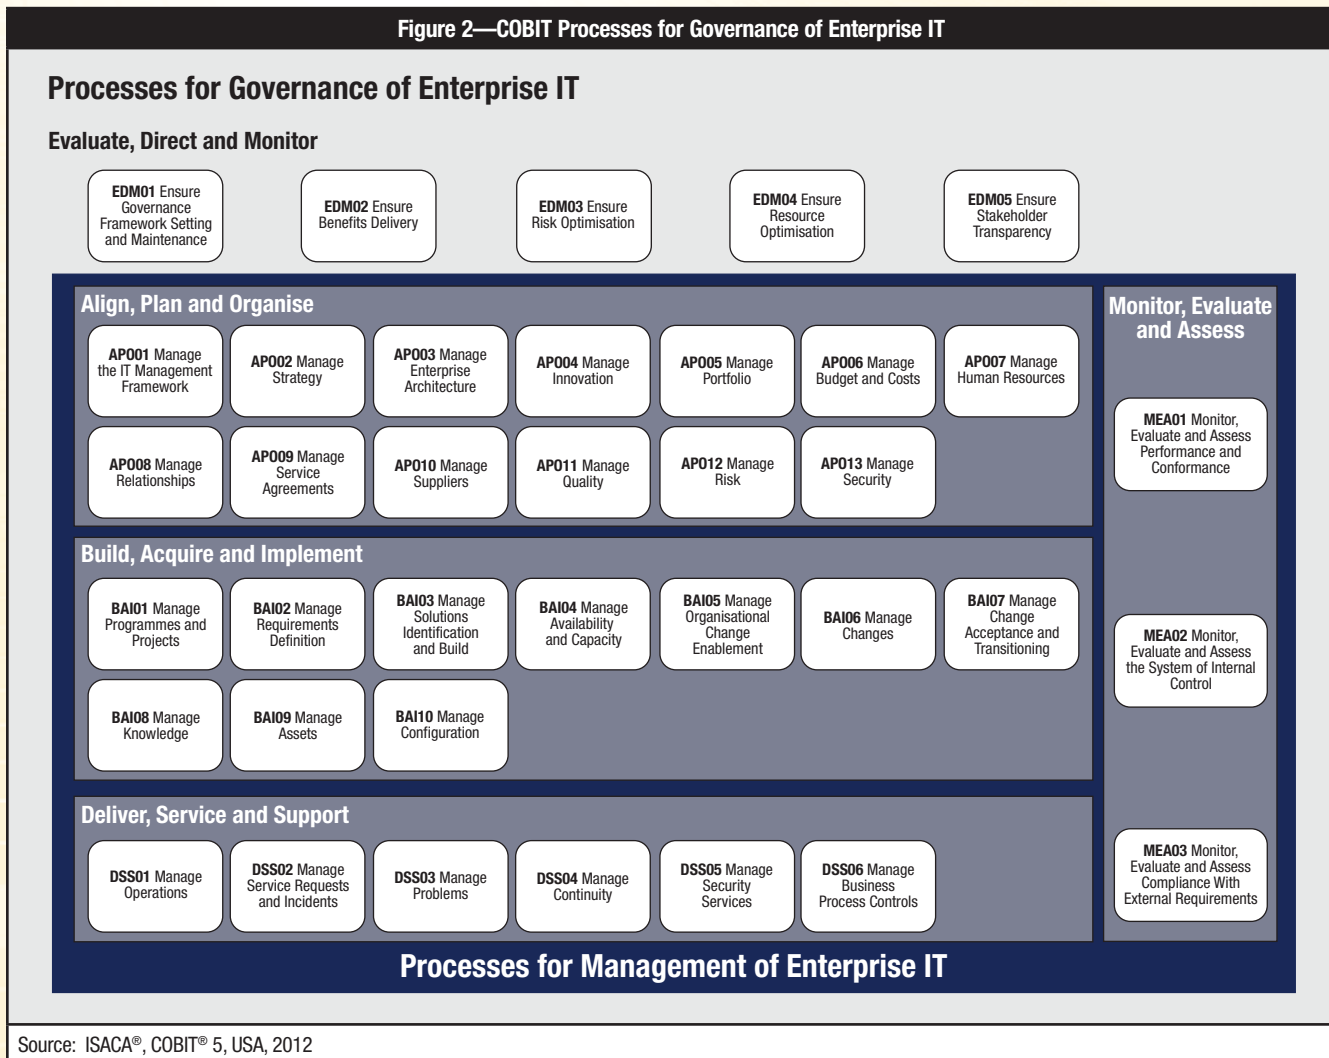 Figure 2—COBIT Processes for Governance of Enterprise IT
Processes for Governance of Enterprise IT
Evaluate, Direct and Monitor
EDM01 Ensure
Governance
Framework Setting
and Maintenance
EDM02 Ensure
Benefits Delivery
EDM03 Ensure
Risk Optimisation
EDM04 Ensure
Resource
Optimisation
EDM05 Ensure
Stakeholder
Transparency
Align, Plan and Organise
APO01 Manage
the IT Management
Framework
APO02 Manage
Strategy
APO03 Manage
Enterprise
Architecture
APO04 Manage
Innovation
APO05 Manage
Portfolio
APO06 Manage
Budget and Costs
APO07 Manage
Human Resources
APO08 Manage
Relationships
APO09 Manage
Service
Agreements
APO10 Manage
Suppliers
APO11 Manage
Quality
APO12 Manage
Risk
APO13 Manage
Security
Build, Acquire and Implement
BAI01 Manage
Programmes and
Projects
BAI02 Manage
Requirements
Definition
BAI03 Manage
Solutions
Identification
and Build
BAI04 Manage
Availability
and Capacity
BAI05 Manage
Organisational
Change
Enablement
BAI06 Manage
Changes
BAI07 Manage
Change
Acceptance and
Transitioning
BAI08 Manage
Knowledge
BAI09 Manage
Assets
BAI10 Manage
Configuration
Deliver, Service and Support
DSS01 Manage
Operations
DSS02 Manage
Service Requests
and Incidents
DSS03 Manage
Problems
DSS04 Manage
Continuity
DSS05 Manage
Security
Services
DSS06 Manage
Business
Process Controls
Monitor, Evaluate
and Assess
MEA01 Monitor,
Evaluate and Assess
Performance and
Conformance
MEA02 Monitor,
Evaluate and Assess
the System of Internal
Control
MEA03 Monitor,
Evaluate and Assess
Compliance With
External Requirements
Processes for Management of Enterprise IT
Source: ISACA®, COBIT® 5, USA, 2012